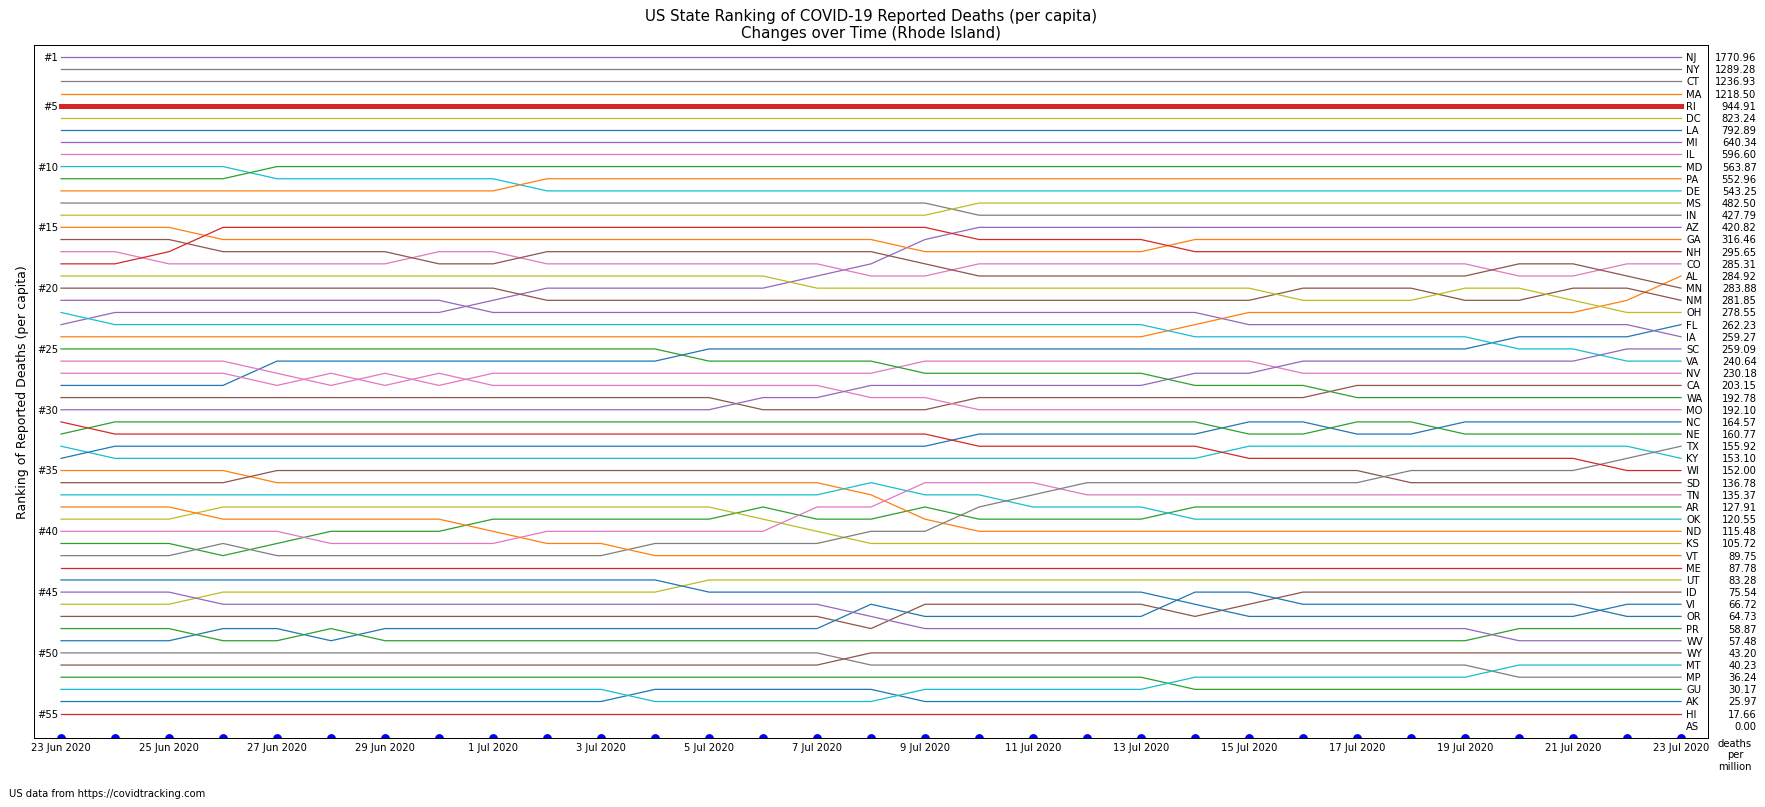 US State Ranking of COVID-19 Reported Deaths (per capita)
Changes over Time (Rhode Island)
Ranking of Reported Deaths (per capita)
#1
#5
#10
#15
#20
#25
#30
#35
#40
#45
#50
#55
NJ 1770.96
NY 1289.28
CT 1236.93
MA 1218.50
RI 944.91
DC 823.24
LA 792.89
MI 640.34
IL 596.60
MD 563.87
PA 552.96
DE 543.25
MS 482.50
IN 427.79
AZ 420.82
GA 316.46
NH 295.65
CO 285.31
AL 284.92
MN 283.88
NM 281.85
OH 278.55
FL 262.23
IA 259.27
SC 259.09
VA 240.64
NV 230.18
CA 203.15
WA 192.78
MO 192.10
NC 164.57
NE 160.77
TX 155.92
KY 153.10
WI 152.00
SD 136.78
TN 135.37
AR 127.91
OK 120.55
ND 115.48
KS 105.72
VT 89.75
ME 87.78
UT 83.28
ID 75.54
VI 66.72
OR 64.73
PR 58.87
WV 57.48
WY 43.20
MT 40.23
MP 36.24
GU 30.17
AK 25.97
HI 17.66
AS 0.00
23 Jun 2020 25 Jun 2020 27 Jun 2020 29 Jun 2020 1 Jul 2020 3 Jul 2020 5 Jul 2020 7 Jul 2020 9 Jul 2020 11 Jul 2020 13 Jul 2020 15 Jul 2020 17 Jul 2020 19 Jul 2020 21 Jul 2020 23 Jul 2020
deaths
per
million
US data from https://covidtracking.com